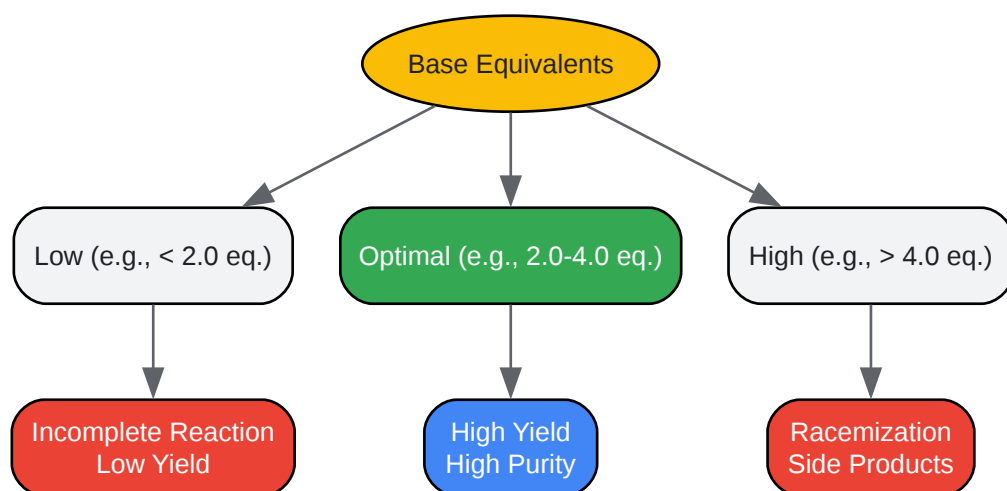 Base Equivalents
Low (e.g., < 2.0 eq.)
Optimal (e.g., 2.0-4.0 eq.)
High (e.g., > 4.0 eq.)
Incomplete Reaction
Low Yield
High Yield
High Purity
Racemization
Side Products